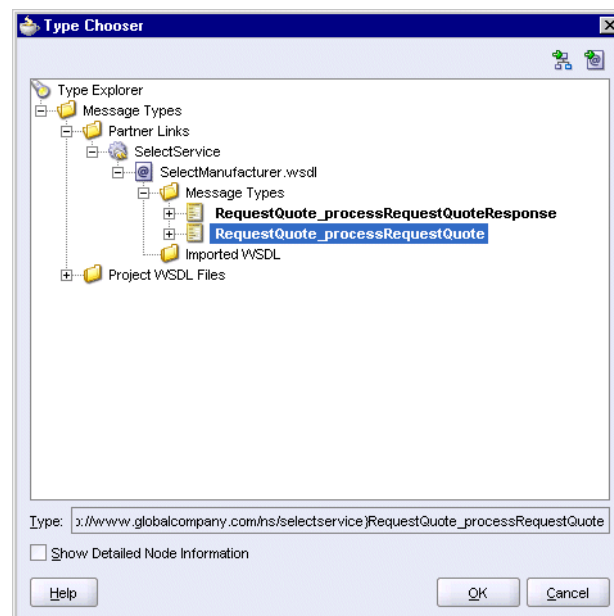 Type Chooser
Type Explorer
Message Types
Partner Links
SelectService
SelectManufacturer.wsdl
Message Types
RequestQuote_processRequestQuoteResponse
RequestQuote_processRequestQuote
Imported WSDL
Project WSDL Files
Type: ://www.globalcompany.com/ns/selectservice}RequestQuote_processRequestQuote
Show Detailed Node Information
Help OK Cancel